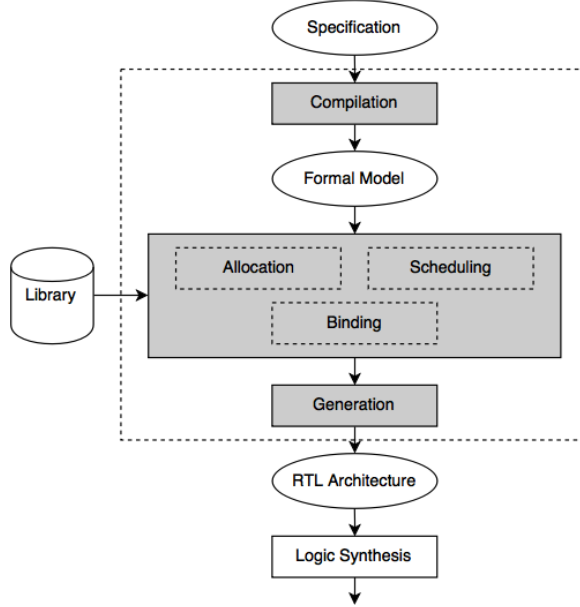 Specification
Compilation
Formal Model
Allocation
Scheduling
Library
Binding
Generation
RTL Architecture
Logic Synthesis